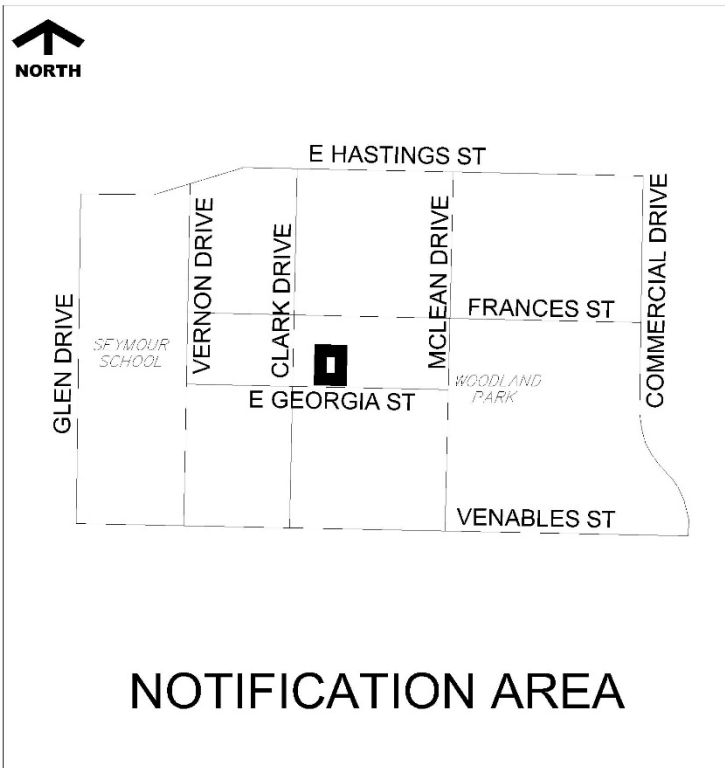 NORTH
E HASTINGS ST
GLEN DRIVE
VERNON DRIVE
CLARK DRIVE
MCLEAN DRIVE
COMMERCIAL DRIVE
FRANCES ST
SEYMOUR
SCHOOL
WOODLAND
PARK
E GEORGIA ST
VENABLES ST
NOTIFICATION AREA